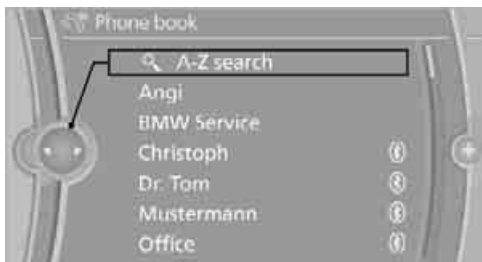 Phone book
A-Z search
Angi
BMW Service
Christoph
Dr. Tom
Mustermann
Office